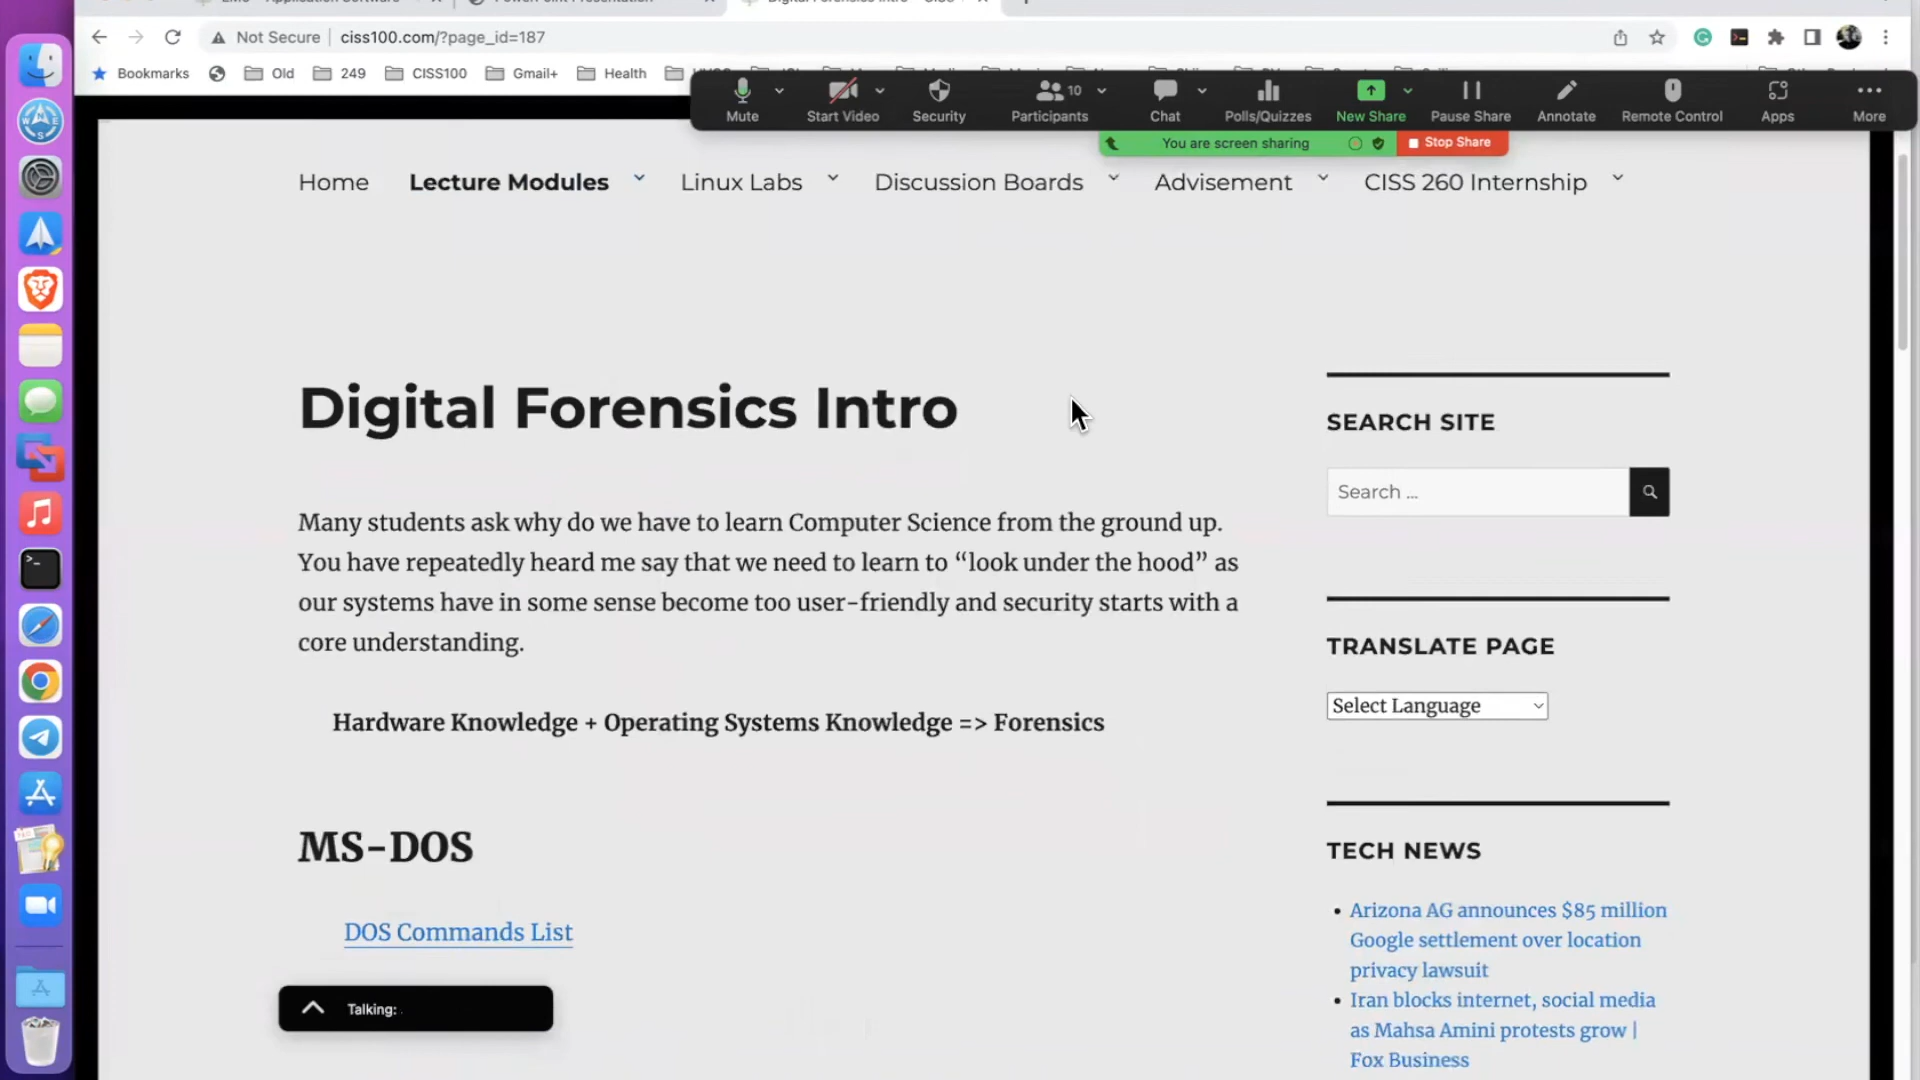 Not Secure
ciss100.com/?page_id=187
Bookmarks
Old
249
CISS100
Gmail+
Health
Mute
Start Video
Security
Participants
10
Chat
Polls/Quizzes
New Share
Pause Share
Annotate
Remote Control
Apps
More
You are screen sharing
Stop Share
Home
Lecture Modules
Linux Labs
Discussion Boards
Advisement
CISS 260 Internship
Digital Forensics Intro
Many students ask why do we have to learn Computer Science from the ground up.
You have repeatedly heard me say that we need to learn to “look under the hood” as
our systems have in some sense become too user-friendly and security starts with a
core understanding.
Hardware Knowledge + Operating Systems Knowledge => Forensics
MS-DOS
DOS Commands List
Talking:
SEARCH SITE
Search ...
TRANSLATE PAGE
Select Language
TECH NEWS
Arizona AG announces $85 million
Google settlement over location
privacy lawsuit
Iran blocks internet, social media
as Mahsa Amini protests grow |
Fox Business